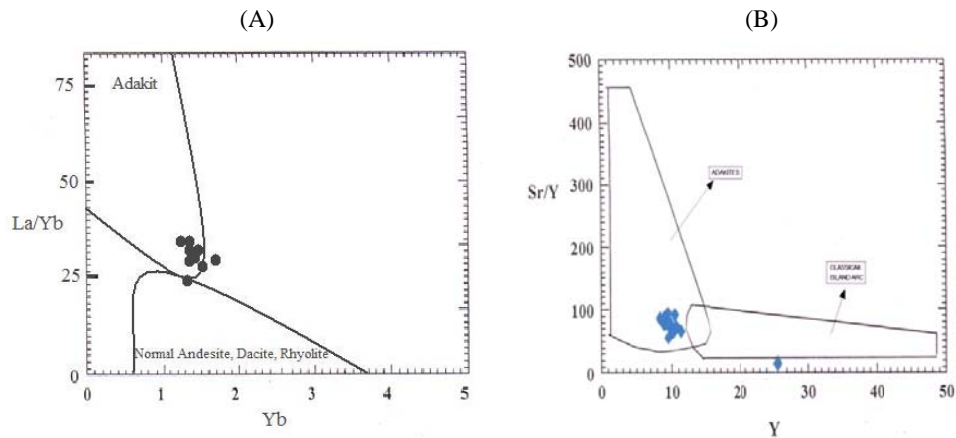 (A)
(B)
75
50
La/Yb
25
0
Adakit
Normal Andesite, Dacite, Rhyolite
0
1
2
3
4
5
Yb
500
400
300
Sr/Y
200
100
0
ADAKITES
CLASSICAL
ISLAND ARC
0
10
20
30
40
50
Y